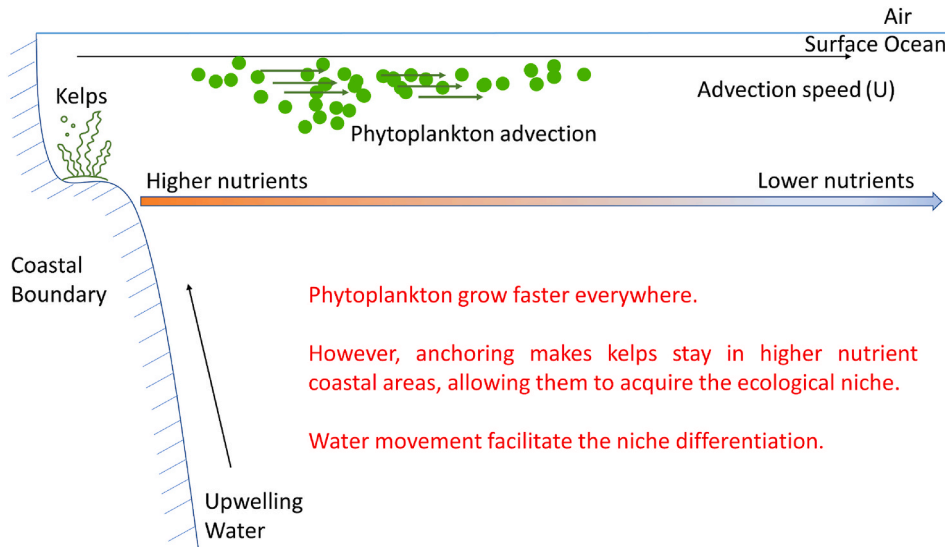 Air
Surface Ocean
Advection speed (U)
Kelps
Phytoplankton advection
Higher nutrients
Lower nutrients
Coastal
Boundary
Phytoplankton grow faster everywhere.
However, anchoring makes kelps stay in higher nutrient
coastal areas, allowing them to acquire the ecological niche.
Water movement facilitate the niche differentiation.
Upwelling
Water